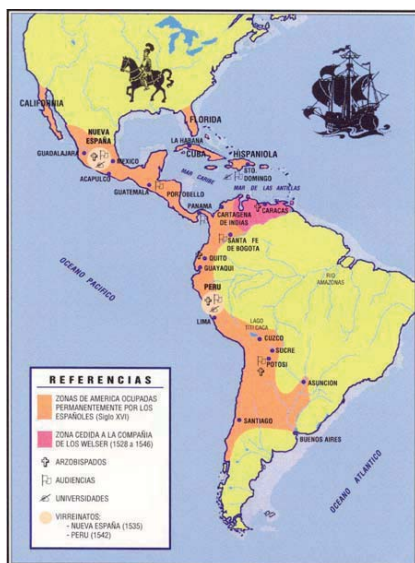 CALIFORNIA
NUEVA
ESPAÑA
FLORIDA
LA HABANA
CUBA
HISPANIOLA
GUADALAJARA
MEXICO
STO.
DOMINGO
ACAPULCO
MAR CARIBE
MAR DE LAS ANTILLAS
GUATEMALA
PORTOBELLO
PANAMA
CARTAGENA
DE INDIAS
CARACAS
SANTA FE
DE BOGOTA
QUITO
GUAYAQUI
RIO
AMAZONAS
OCEANO PACIFICO
PERU
LIMA
LAGO
TITICACA
CUZCO
SUCRE
POTOSI
ASUNCION
SANTIAGO
BUENOS AIRES
OCEANO ATLANTICO
REFERENCIAS
ZONAS DE AMERICA OCUPADAS
PERMANENTEMENTE POR LOS
ESPAÑOLES (Siglo XVI)
ZONA CEDIDA A LA COMPAÑIA
DE LOS WELSER (1528 a 1546)
ARZOBISPADOS
AUDIENCIAS
UNIVERSIDADES
VIRREINATOS:
- NUEVA ESPAÑA (1535)
- PERU (1542)